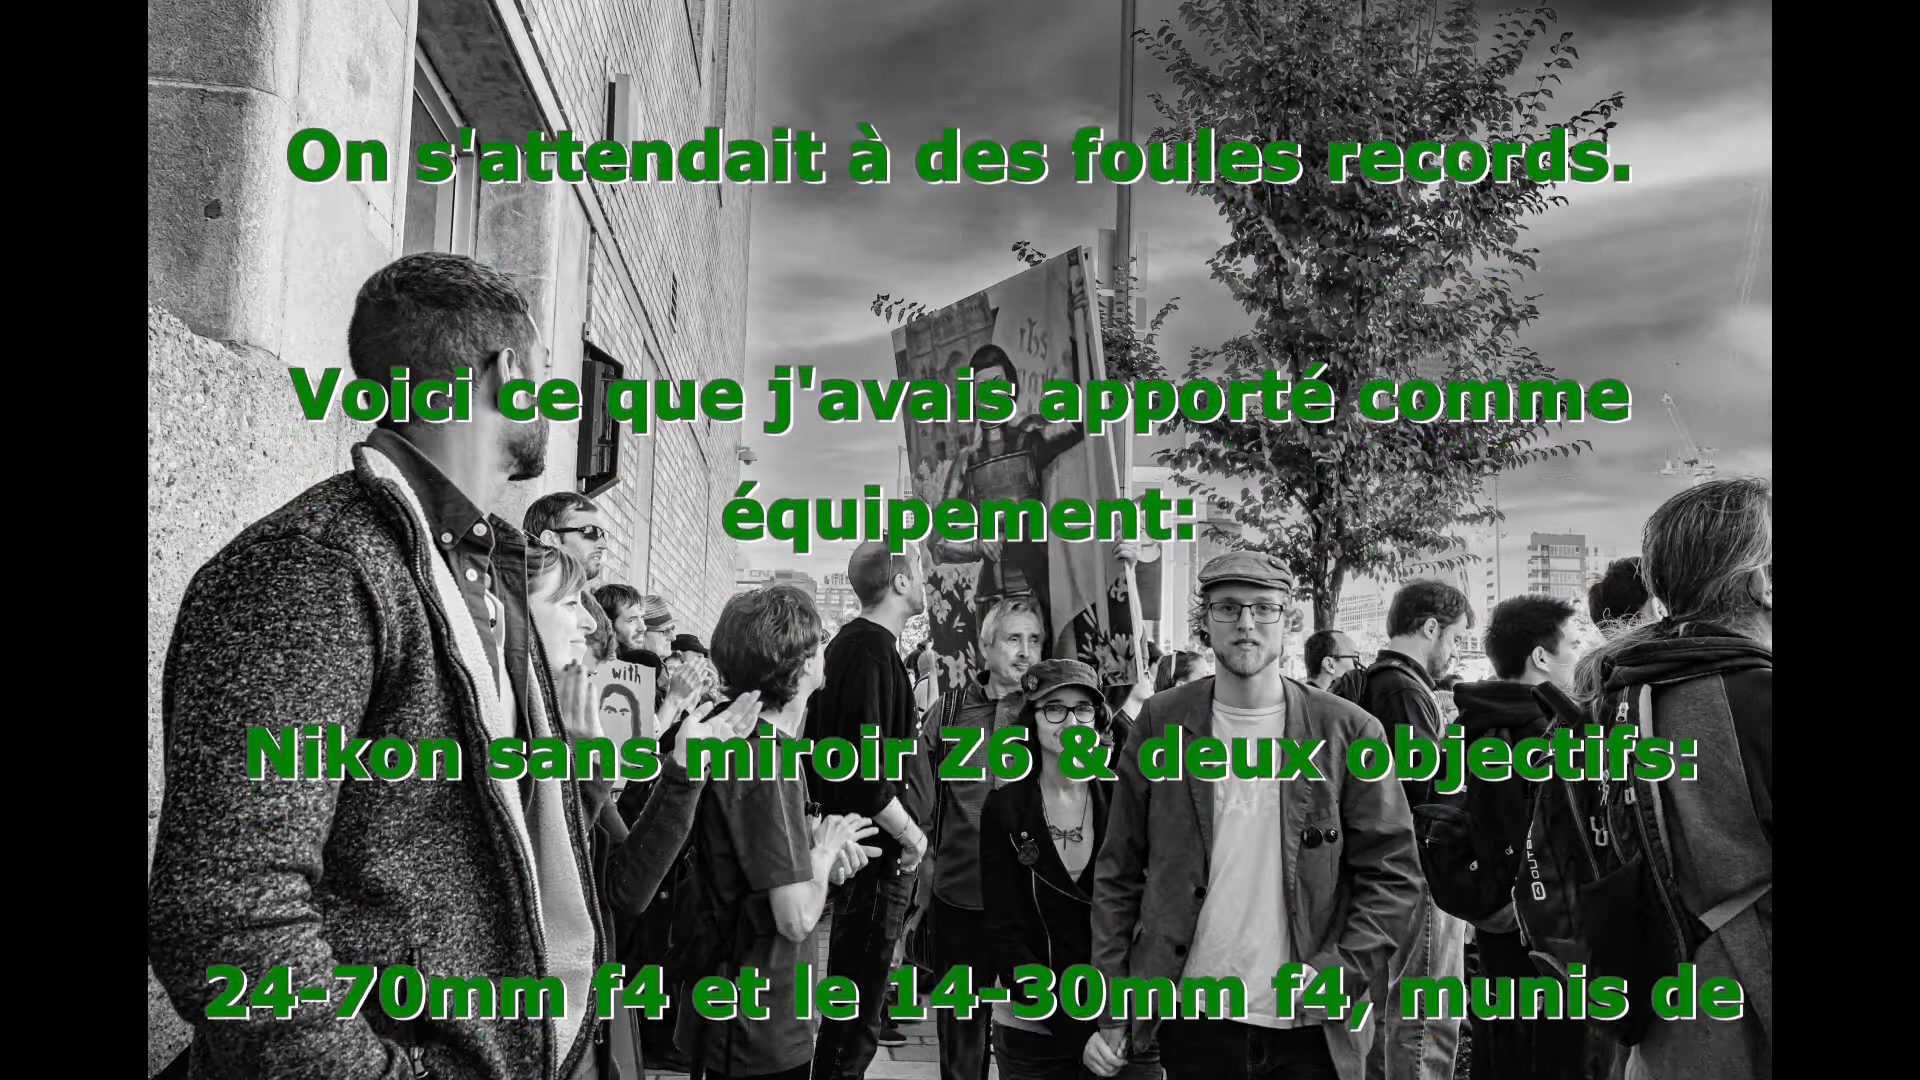 On s'attendait à des foules records.
Voici ce que j'avais apporté comme
équipement:
Nikon sans miroir Z6 & deux objectifs:
24-70mm f4 et le 14-30mm f4, munis de
with